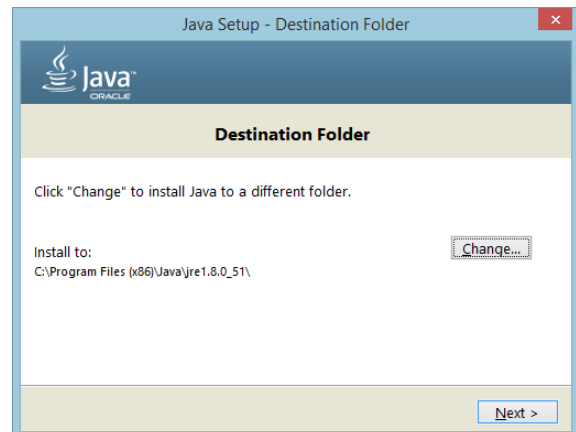 Java Setup - Destination Folder
Java™
ORACLE
Destination Folder
Click "Change" to install Java to a different folder.
Install to:
Change...
C:\Program Files (x86)\Java\jre1.8.0_51\
Next >